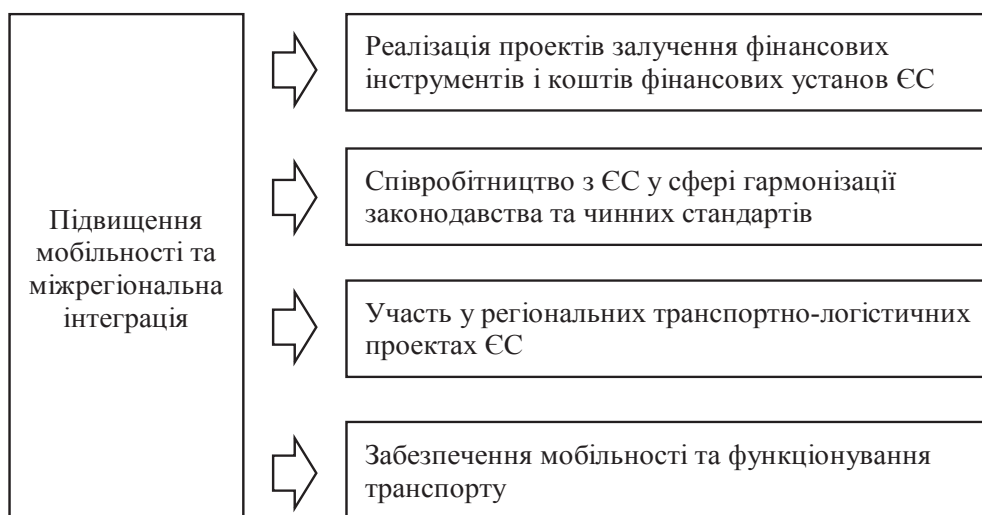 Підвищення
мобільності та
міжрегіональна
інтеграція
Реалізація проектів залучення фінансових
інструментів і коштів фінансових установ ЄС
Співробітництво з ЄС у сфері гармонізації
законодавства та чинних стандартів
Участь у регіональних транспортно-логістичних
проектах ЄС
Забезпечення мобільності та функціонування
транспорту